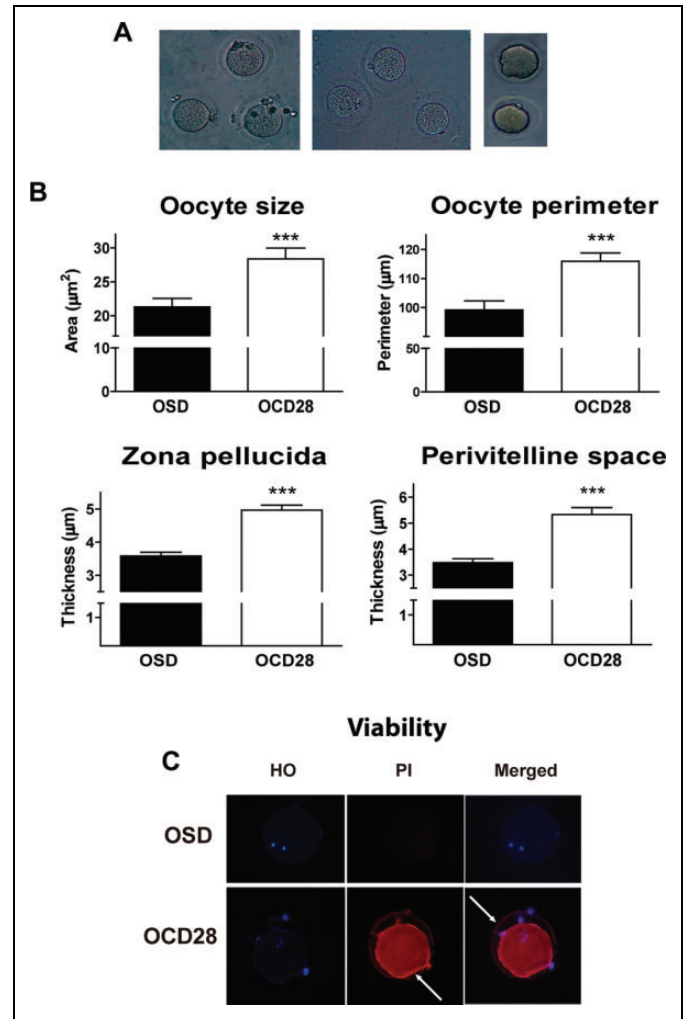 A
B
Oocyte size
Oocyte perimeter
Area (µm²)
30
25
20
10
0
***
OSD
OCD28
Perimeter (µm)
120
100
50
0
***
OSD
OCD28
Zona pellucida
Perivitelline space
Thickness (µm)
5
4
3
1
***
OSD
OCD28
Thickness (µm)
6
5
4
3
1
***
OSD
OCD28
Viability
C
HO
PI
Merged
OSD
OCD28